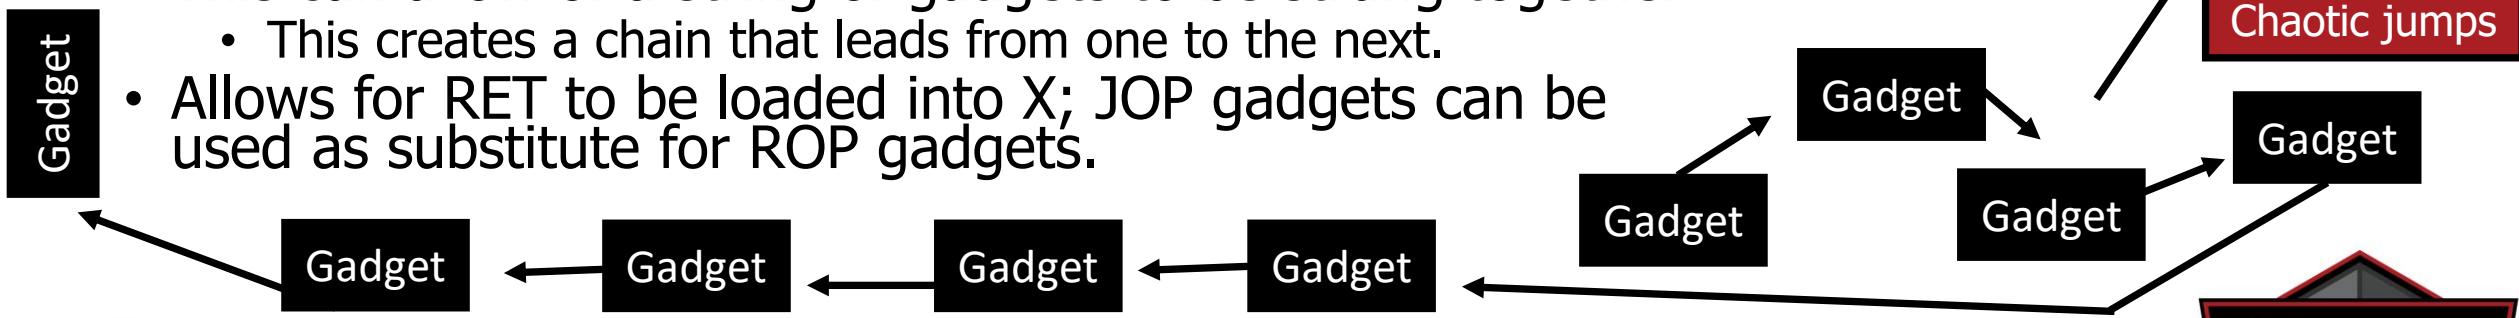 Chaotic jumps
• This creates a chain that leads from one to the next.
• Allows for RET to be loaded into X; JOP gadgets can be
used as substitute for ROP gadgets.
Gadget
Gadget
Gadget
Gadget
Gadget
Gadget
Gadget
Gadget
Gadget